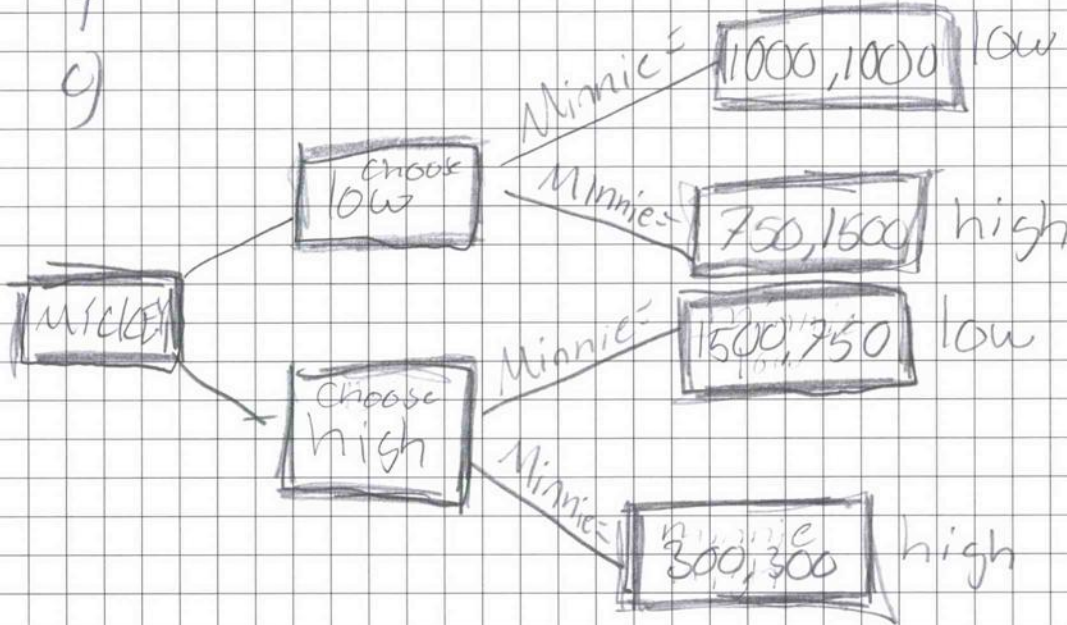 c)
Minnie=
1000,1000 low
choose
low
Minnie=
750,1500 high
Mickey
Minnie=
1500,750 low
Choose
high
Minnie=
300,300 high